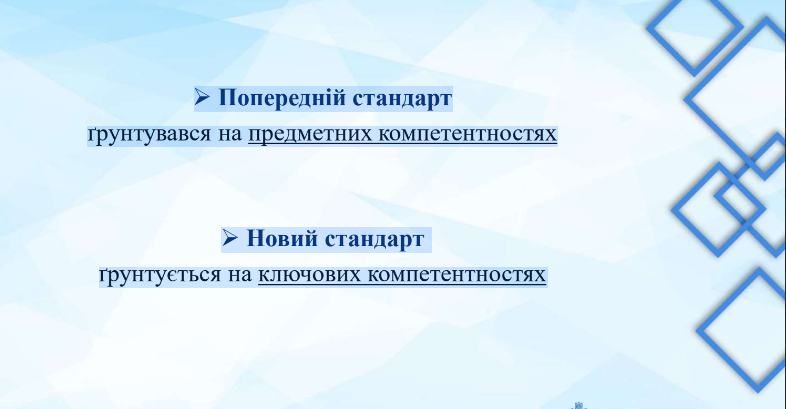 ➢ Попередній стандарт
ґрунтувався на предметних компетентностях
➢ Новий стандарт
ґрунтується на ключових компетентностях